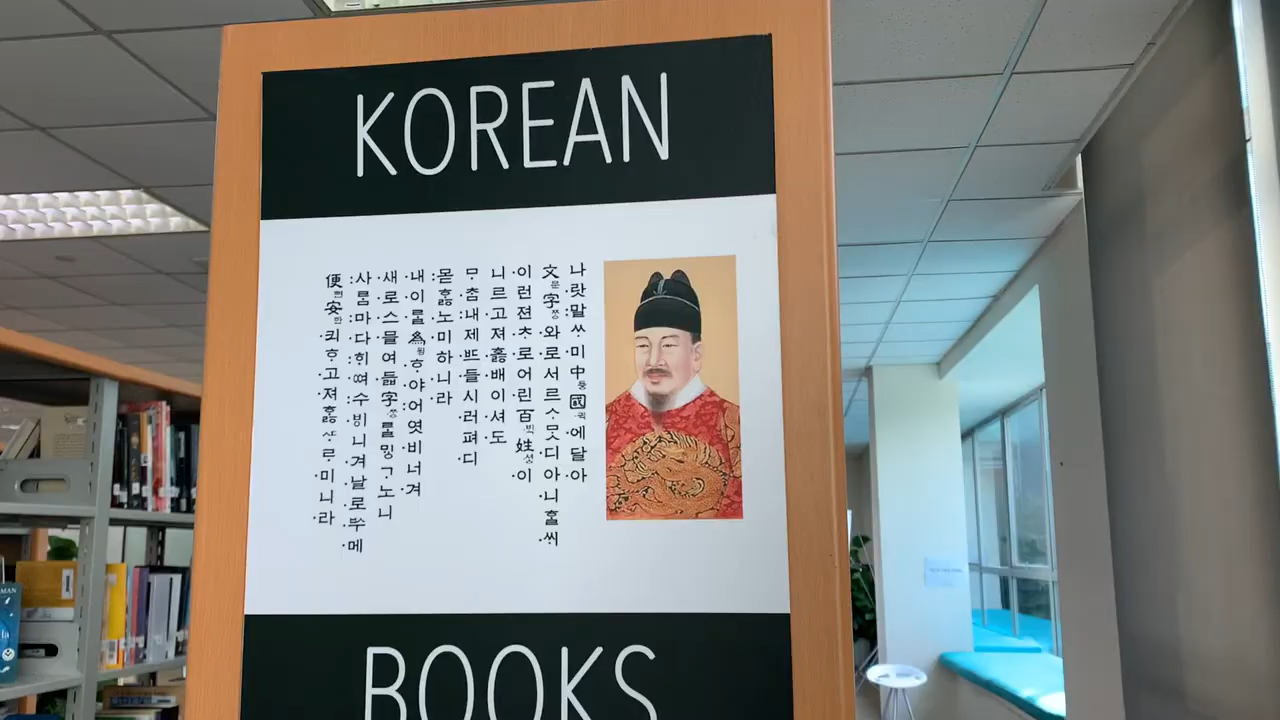 KOREAN
나랏말ᄊᆞ미中듕國귁에달아
文문字ᄍᆞᆼ와로서르ᄉᆞᄆᆞᆺ디아니ᄒᆞᆯᄊᆡ
이런젼ᄎᆞ로어린百ᄇᆡᆨ姓셩이
니르고져홇배이셔도
ᄆᆞᄎᆞᆷ내제ᄠᅳ들시러펴디
몯ᄒᆞᇙ노미하니라
내이ᄅᆞᆯ為윙ᄒᆞ야어엿비너겨
새로스믈여듧字ᄍᆞᆼᄅᆞᆯᄆᆡᇰᄀᆞ노니
사ᄅᆞᆷ마다ᄒᆡᅇᅧ수ᄫᅵ니겨날로ᄡᅮ메
便뼌安ᅙᅡᆫ킈ᄒᆞ고져ᄒᆞᇙᄯᆞᄅᆞ미니라
BOOKS